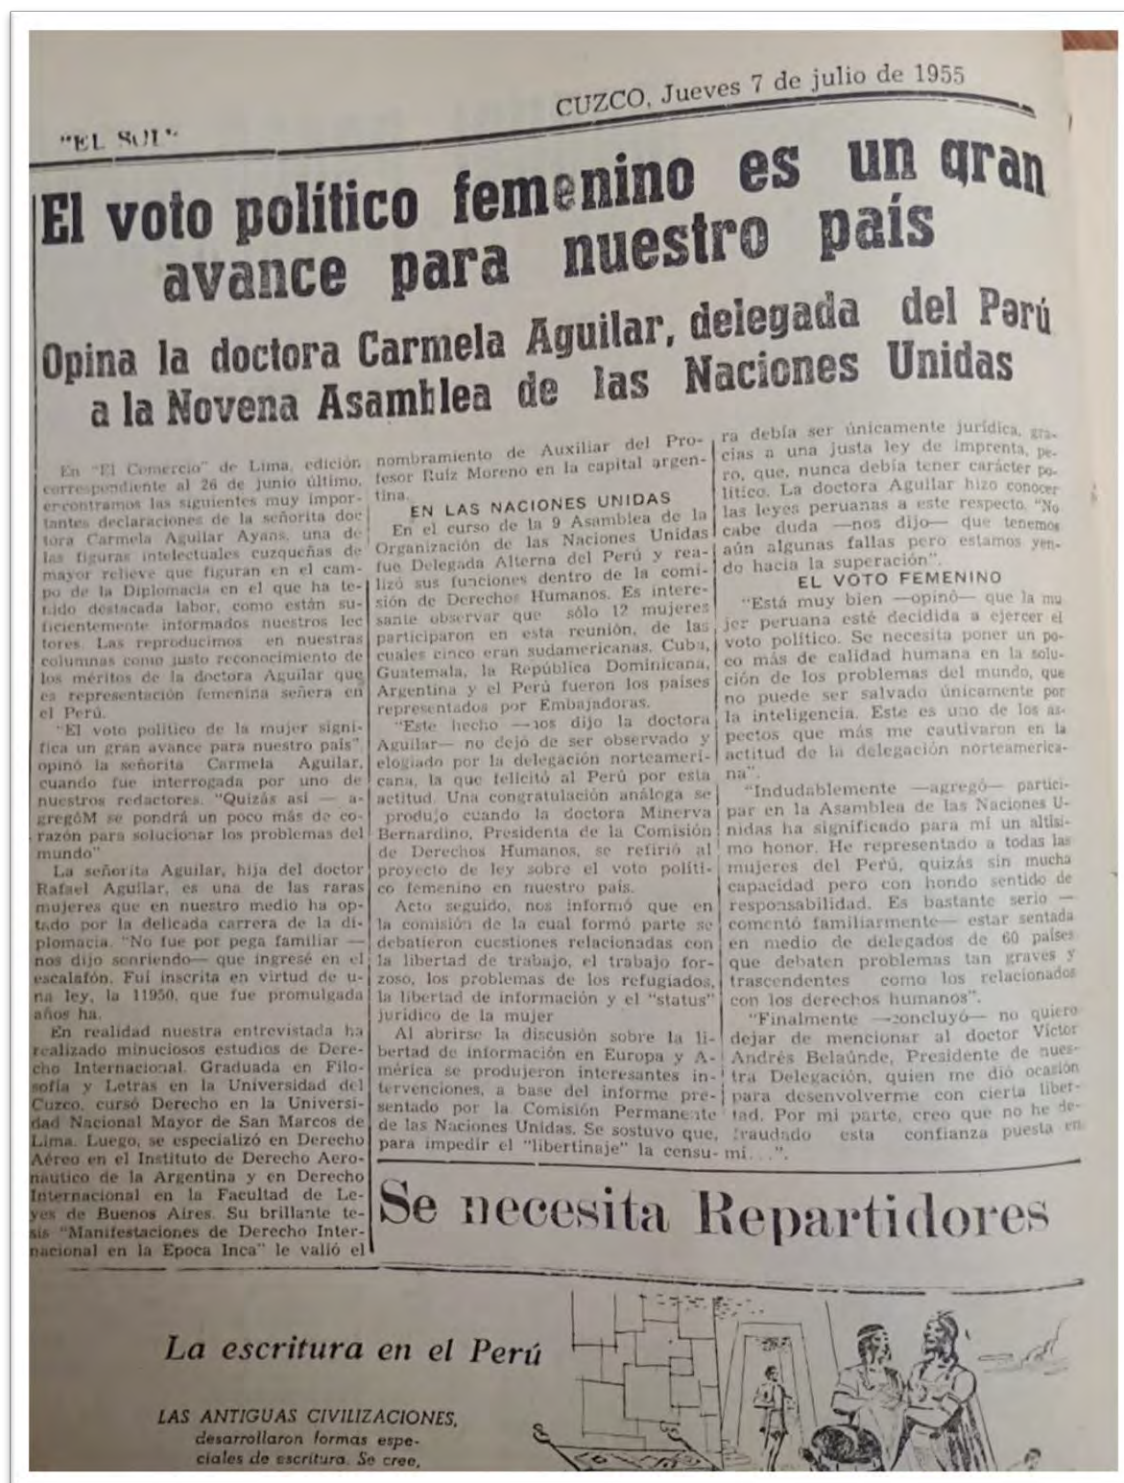 "EL SOL"
CUZCO, Jueves 7 de julio de 1955
El voto político femenino es un gran
avance para nuestro país
Opina la doctora Carmela Aguilar, delegada del Perú
a la Novena Asamblea de las Naciones Unidas
En "El Comercio" de Lima, edición
correspondiente al 26 de junio último,
encontramos las siguientes muy impor-
tantes declaraciones de la señorita doc
tora Carmela Aguilar Ayans, una de
las figuras intelectuales cuzqueñas de
mayor relieve que figuran en el cam-
po de la Diplomacia en el que ha te-
nido destacada labor, como están su-
ficientemente informados nuestros lec
tores. Las reproducimos en nuestras
columnas como justo reconocimiento de
los méritos de la doctora Aguilar que
es representación femenina señera en
el Perú.
"El voto político de la mujer signi-
fica un gran avance para nuestro país"
opinó la señorita Carmela Aguilar,
cuando fue interrogada por uno de
nuestros redactores. "Quizás así — a-
gregóM se pondrá un poco más de co-
razón para solucionar los problemas del
mundo"
La señorita Aguilar, hija del doctor
Rafael Aguilar, es una de las raras
mujeres que en nuestro medio ha op-
tado por la delicada carrera de la di-
plomacia. "No fue por pega familiar —
nos dijo sonriendo— que ingresé en el
escalafón. Fuí inscrita en virtud de u-
na ley, la 11950, que fue promulgada
años ha.
En realidad nuestra entrevistada ha
realizado minuciosos estudios de Dere-
cho Internacional. Graduada en Filo-
sofía y Letras en la Universidad del
Cuzco, cursó Derecho en la Universi-
dad Nacional Mayor de San Marcos de
Lima. Luego, se especializó en Derecho
Aéreo en el Instituto de Derecho Aero-
náutico de la Argentina y en Derecho
Internacional en la Facultad de Le-
yes de Buenos Aires. Su brillante te-
sis "Manifestaciones de Derecho Inter-
nacional en la Epoca Inca" le valió el
nombramiento de Auxiliar del Pro-
fesor Ruíz Moreno en la capital argen-
tina.
EN LAS NACIONES UNIDAS
En el curso de la 9 Asamblea de la
Organización de las Naciones Unidas
fue Delegada Alterna del Perú y rea-
lizó sus funciones dentro de la comi-
sión de Derechos Humanos. Es intere-
sante observar que sólo 12 mujeres
participaron en esta reunión, de las
cuales cinco eran sudamericanas. Cuba,
Guatemala, la República Dominicana,
Argentina y el Perú fueron los países
representados por Embajadoras.
"Este hecho —nos dijo la doctora
Aguilar— no dejó de ser observado y
elogiado por la delegación norteameri-
cana, la que felicitó al Perú por esta
actitud. Una congratulación análoga se
produjo cuando la doctora Minerva
Bernardino, Presidenta de la Comisión
de Derechos Humanos, se refirió al
proyecto de ley sobre el voto políti-
co femenino en nuestro país.
Acto seguido, nos informó que en
la comisión de la cual formó parte se
debatieron cuestiones relacionadas con
la libertad de trabajo, el trabajo for-
zoso, los problemas de los refugiados,
la libertad de información y el "status"
jurídico de la mujer
Al abrirse la discusión sobre la li-
bertad de información en Europa y A-
mérica se produjeron interesantes in-
tervenciones, a base del informe pre-
sentado por la Comisión Permanente
de las Naciones Unidas. Se sostuvo que,
para impedir el "libertinaje" la censu-
ra debía ser únicamente jurídica, gra-
cias a una justa ley de imprenta, pe-
ro, que, nunca debía tener carácter po-
lítico. La doctora Aguilar hizo conocer
las leyes peruanas a este respecto. "No
cabe duda —nos dijo— que tenemos
aún algunas fallas pero estamos yen-
do hacia la superación".
EL VOTO FEMENINO
"Está muy bien —opinó— que la mu
jer peruana esté decidida a ejercer el
voto político. Se necesita poner un po-
co más de calidad humana en la solu-
ción de los problemas del mundo, que
no puede ser salvado únicamente por
la inteligencia. Este es uno de los as-
pectos que más me cautivaron en la
actitud de la delegación norteamerica-
na".
"Indudablemente —agregó— partici-
par en la Asamblea de las Naciones U-
nidas ha significado para mí un altísi-
mo honor. He representado a todas las
mujeres del Perú, quizás sin mucha
capacidad pero con hondo sentido de
responsabilidad. Es bastante serio —
comentó familiarmente— estar sentada
en medio de delegados de 60 países
que debaten problemas tan graves y
trascendentes como los relacionados
con los derechos humanos".
"Finalmente —concluyó— no quiero
dejar de mencionar al doctor Víctor
Andrés Belaúnde, Presidente de nues-
tra Delegación, quien me dió ocasión
para desenvolverme con cierta liber-
tad. Por mi parte, creo que no he de-
fraudado esta confianza puesta en
mí...".
Se necesita Repartidores
La escritura en el Perú
LAS ANTIGUAS CIVILIZACIONES,
desarrollaron formas espe-
ciales de escritura. Se cree,